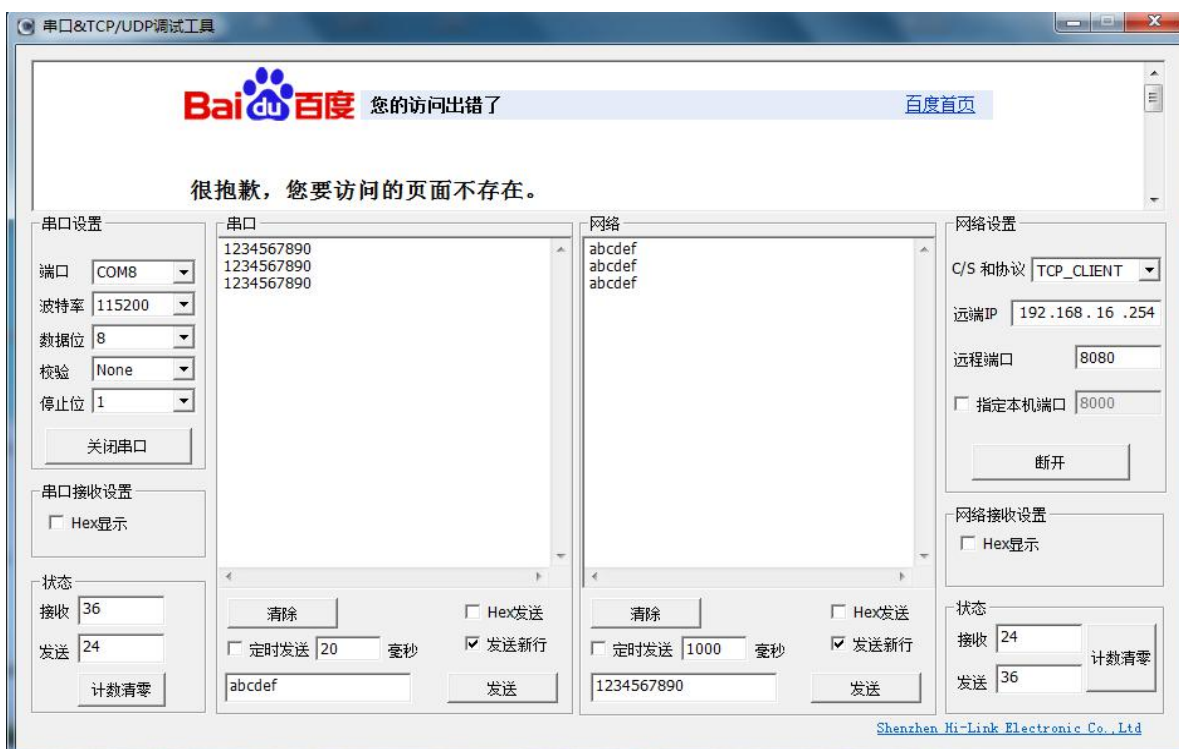 串口&TCP/UDP调试工具
Bai du 百度 您的访问出错了 百度首页
很抱歉，您要访问的页面不存在。
串口设置
端口 COM8
波特率 115200
数据位 8
校验 None
停止位 1
关闭串口
串口接收设置
Hex显示
状态
接收 36
发送 24
计数清零
串口
1234567890
1234567890
1234567890
清除 Hex发送
定时发送 20 毫秒 发送新行
abcdef 发送
网络
abcdef
abcdef
abcdef
清除 Hex发送
定时发送 1000 毫秒 发送新行
1234567890 发送
网络设置
C/S 和协议 TCP_CLIENT
远端IP 192.168.16.254
远程端口 8080
指定本机端口 8000
断开
网络接收设置
Hex显示
状态
接收 24
发送 36
计数清零
Shenzhen Hi-Link Electronic Co.,Ltd